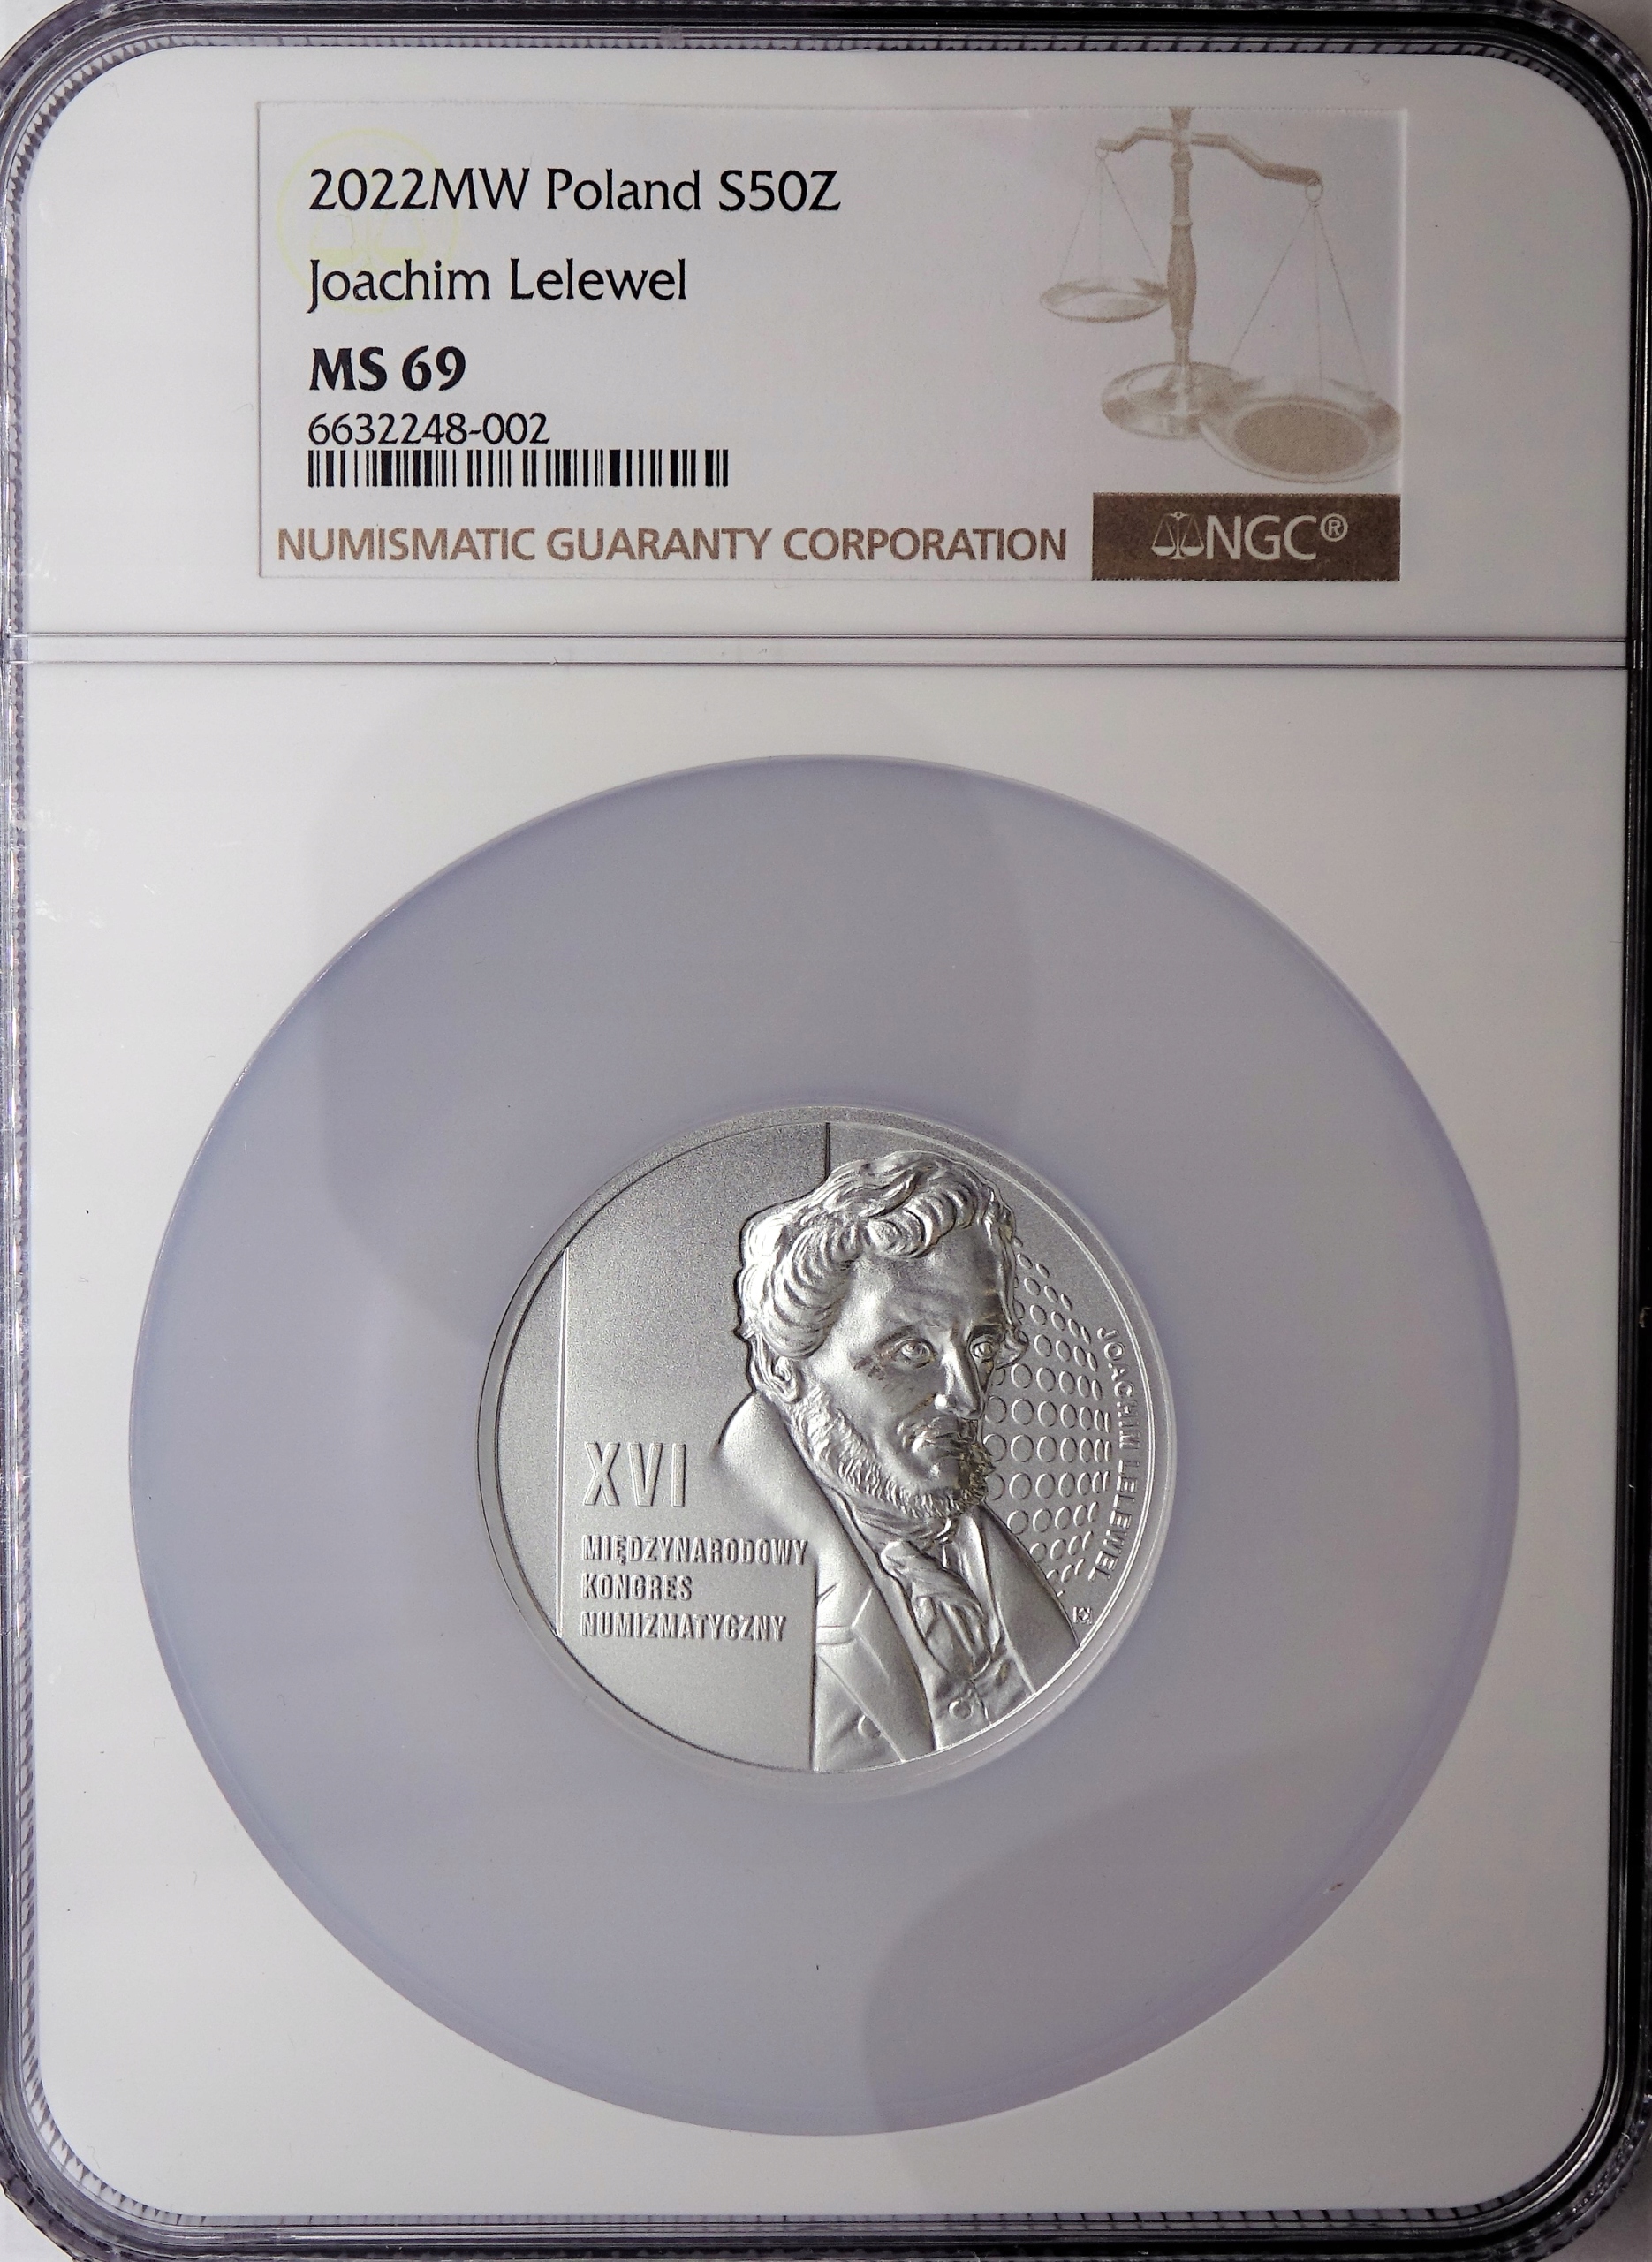 2022MW Poland S50Z
Joachim Lelewel
MS 69
6632248-002
NUMISMATIC GUARANTY CORPORATION
NGC®
XVI
MIĘDZYNARODOWY
KONGRES
NUMIZMATYCZNY
JOACHIM LELEWEL